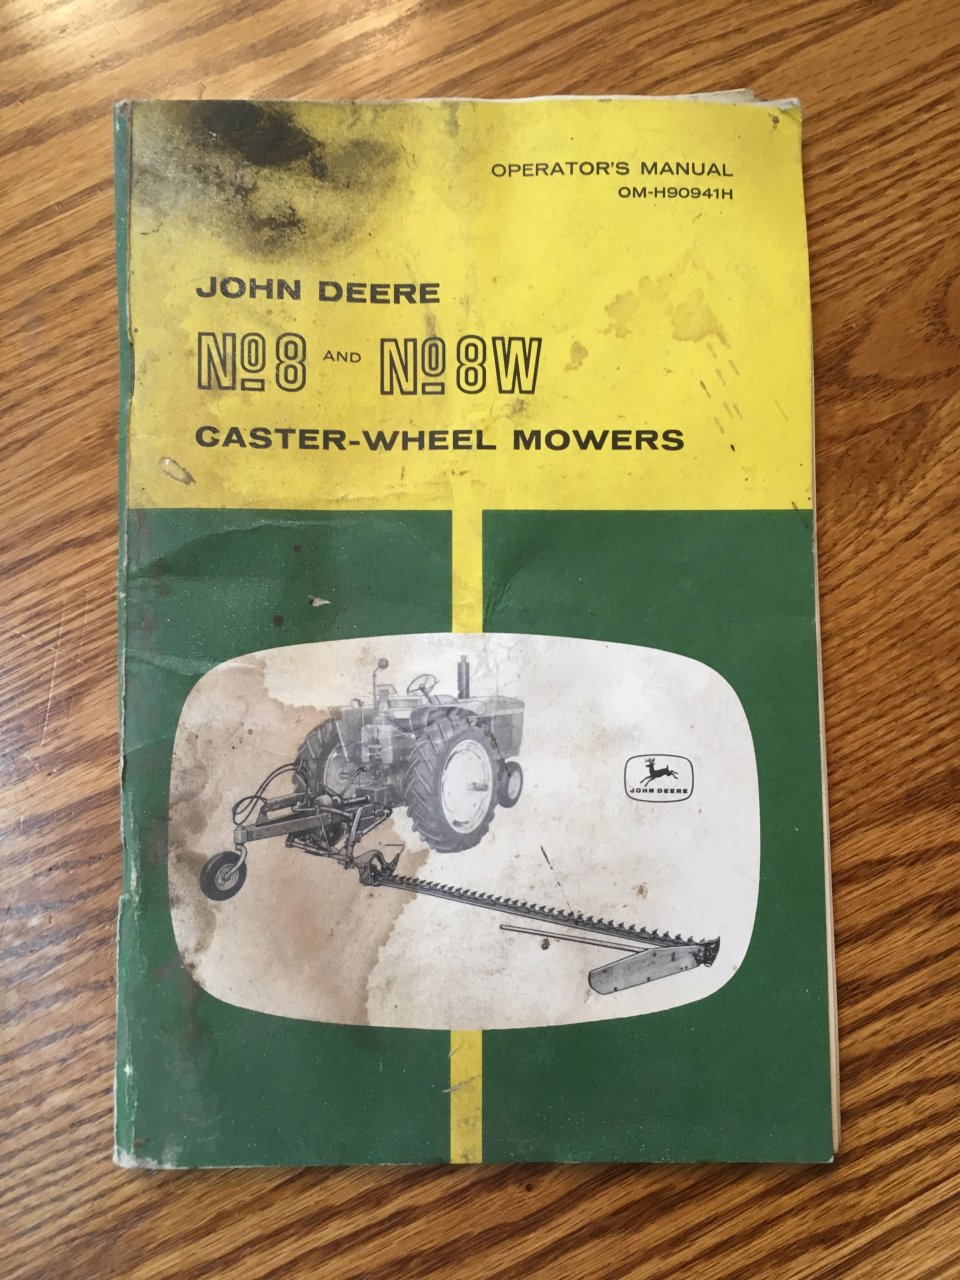 OPERATOR'S MANUAL
OM-H90941H
JOHN DEERE
Nº8 AND Nº8W
CASTER-WHEEL MOWERS
JOHN DEERE